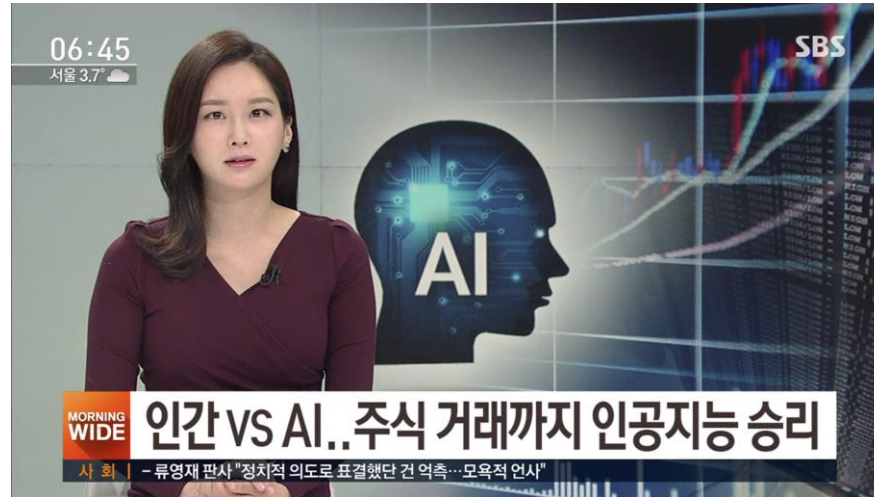 06:45
서울 3.7°
SBS
AI
MORNING
WIDE
인간 VS AI..주식 거래까지 인공지능 승리
사 회 | - 류영재 판사 "정치적 의도로 표결했단 건 억측…모욕적 언사"